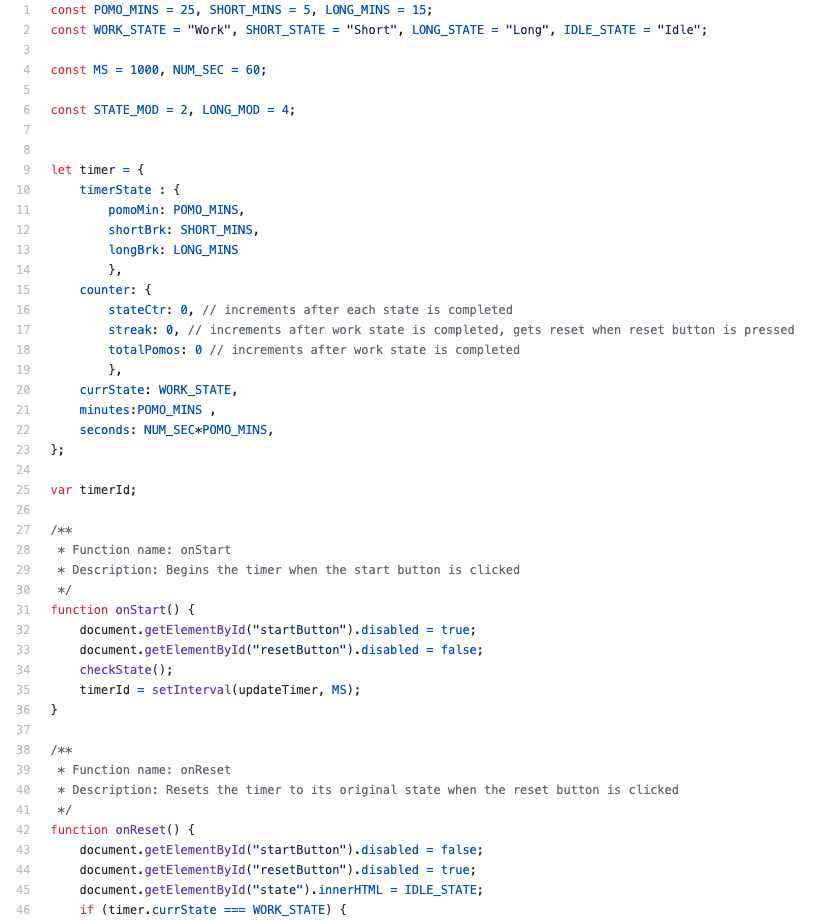 1 const POMO_MINS = 25, SHORT_MINS = 5, LONG_MINS = 15;
2 const WORK_STATE = "Work", SHORT_STATE = "Short", LONG_STATE = "Long", IDLE_STATE = "Idle";
3
4 const MS = 1000, NUM_SEC = 60;
5
6 const STATE_MOD = 2, LONG_MOD = 4;
7
8
9 let timer = {
10     timerState : {
11         pomoMin: POMO_MINS,
12         shortBrk: SHORT_MINS,
13         longBrk: LONG_MINS
14         },
15     counter: {
16         stateCtr: 0, // increments after each state is completed
17         streak: 0, // increments after work state is completed, gets reset when reset button is pressed
18         totalPomos: 0 // increments after work state is completed
19         },
20     currState: WORK_STATE,
21     minutes:POMO_MINS ,
22     seconds: NUM_SEC*POMO_MINS,
23 };
24
25 var timerId;
26
27 /**
28  * Function name: onStart
29  * Description: Begins the timer when the start button is clicked
30  */
31 function onStart() {
32     document.getElementById("startButton").disabled = true;
33     document.getElementById("resetButton").disabled = false;
34     checkState();
35     timerId = setInterval(updateTimer, MS);
36 }
37
38 /**
39  * Function name: onReset
40  * Description: Resets the timer to its original state when the reset button is clicked
41  */
42 function onReset() {
43     document.getElementById("startButton").disabled = false;
44     document.getElementById("resetButton").disabled = true;
45     document.getElementById("state").innerHTML = IDLE_STATE;
46     if (timer.currState === WORK_STATE) {